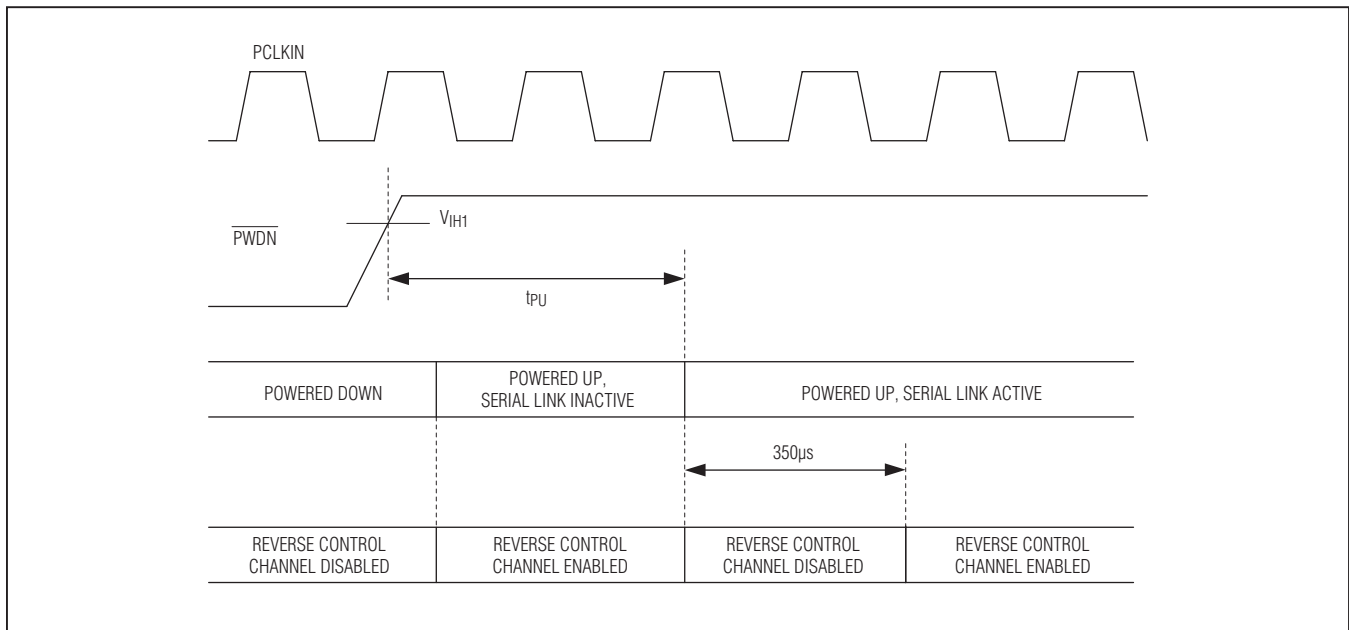 PCLKIN
VIH1
PWDN
tPU
POWERED DOWN
POWERED UP,
SERIAL LINK INACTIVE
POWERED UP, SERIAL LINK ACTIVE
350µs
REVERSE CONTROL
CHANNEL DISABLED
REVERSE CONTROL
CHANNEL ENABLED
REVERSE CONTROL
CHANNEL DISABLED
REVERSE CONTROL
CHANNEL ENABLED